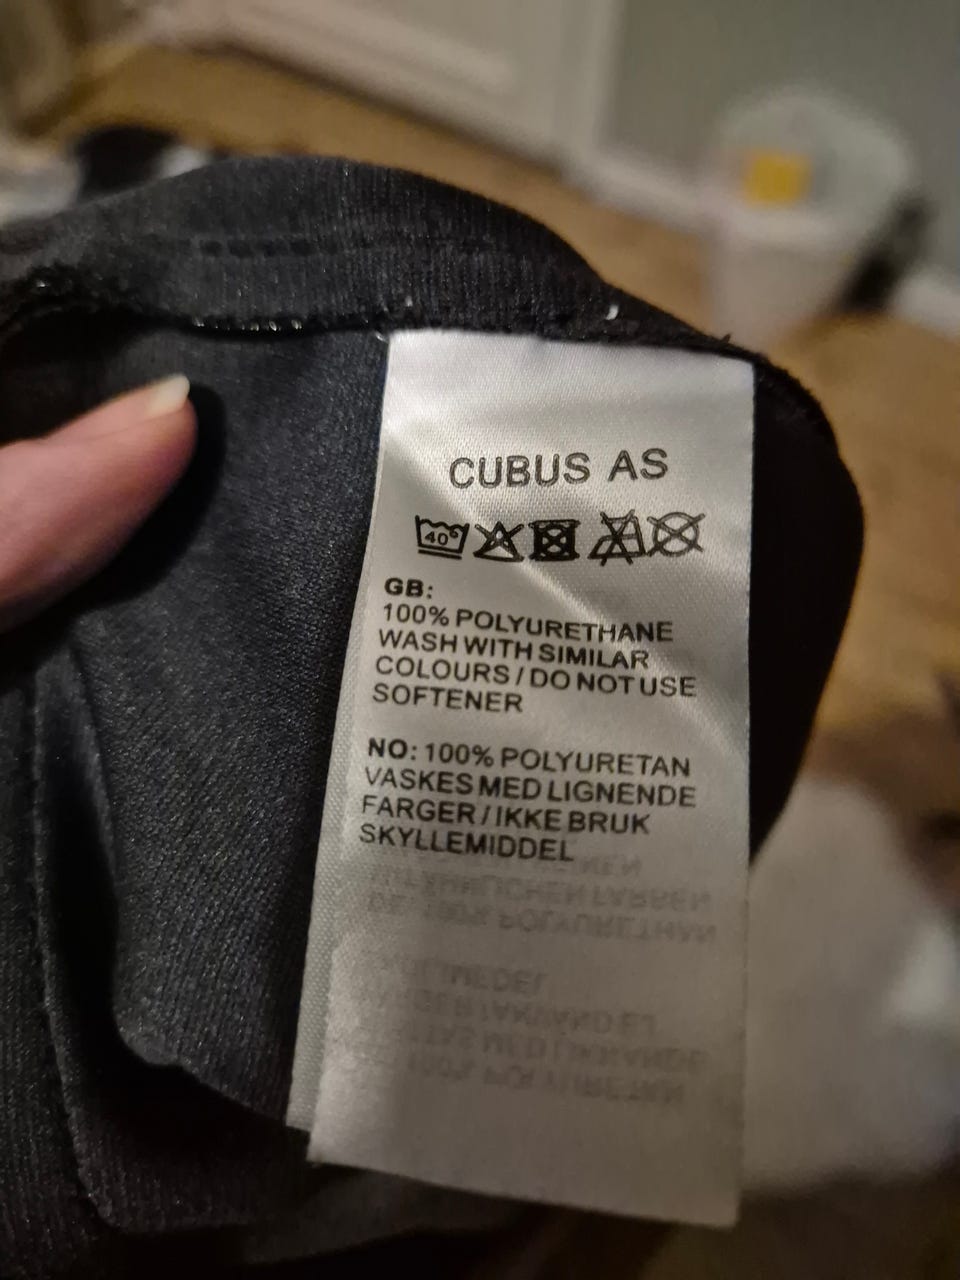 CUBUS AS
40°
GB:
100% POLYURETHANE
WASH WITH SIMILAR
COLOURS / DO NOT USE
SOFTENER
NO: 100% POLYURETAN
VASKES MED LIGNENDE
FARGER / IKKE BRUK
SKYLLEMIDDEL